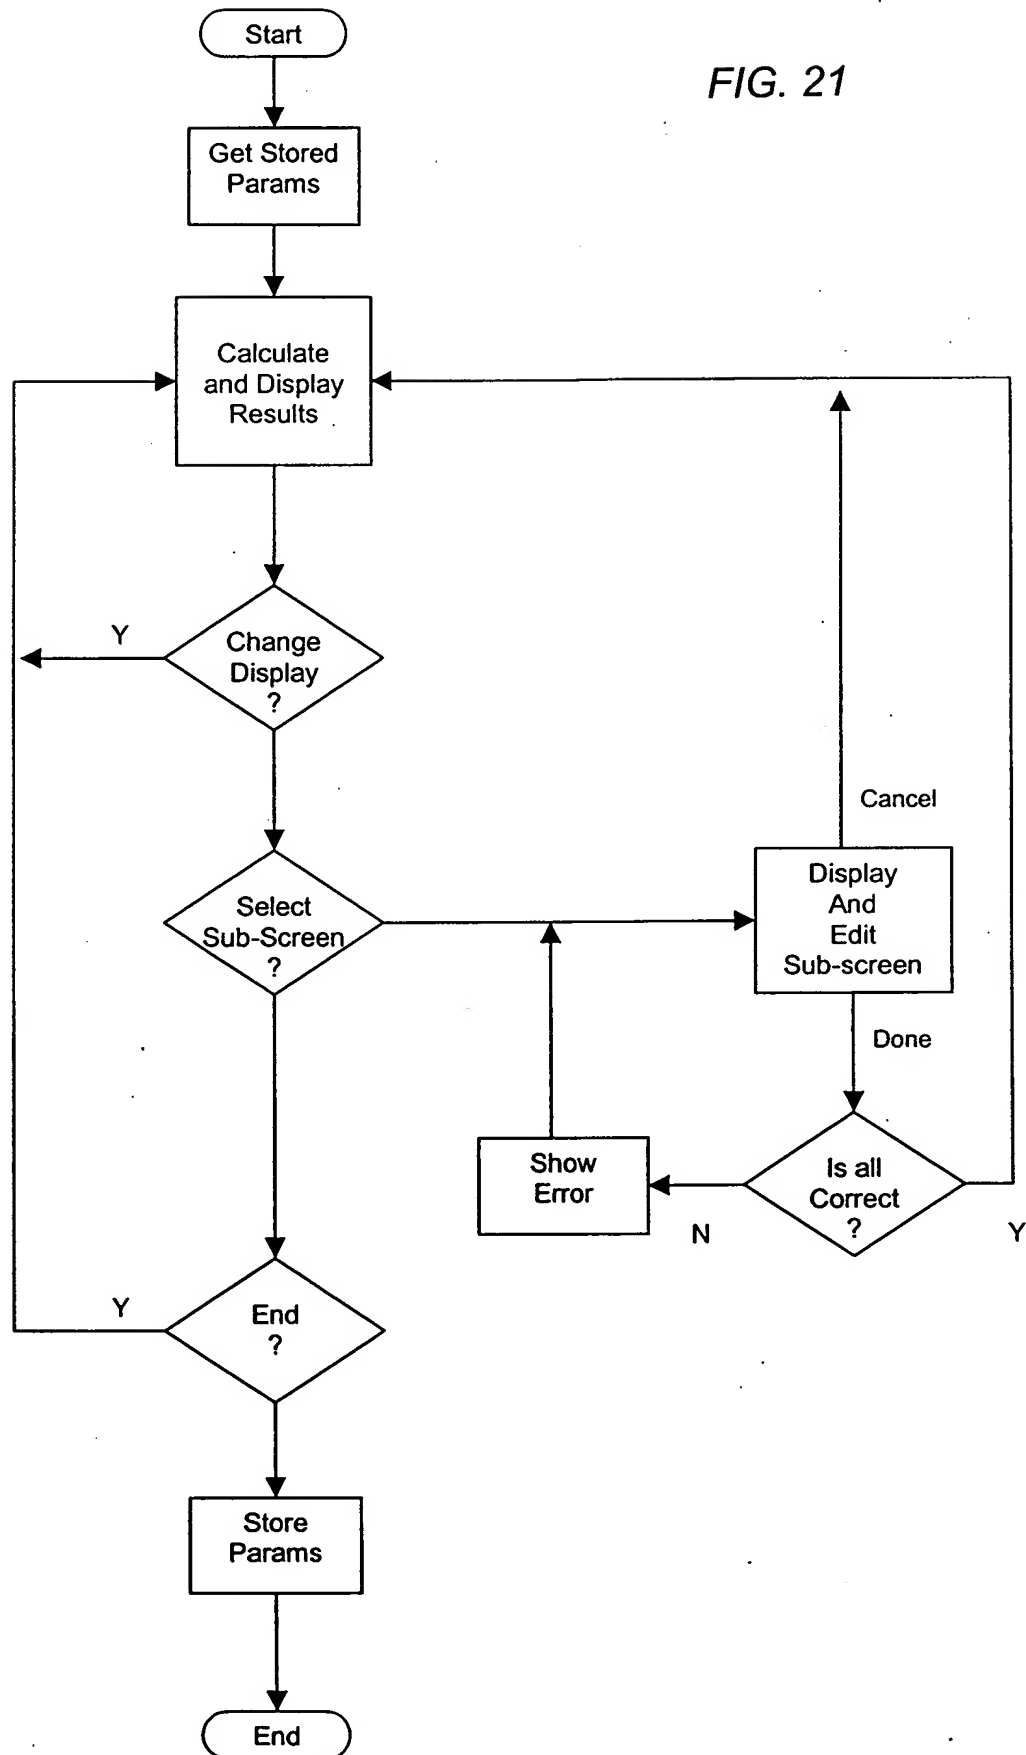 Start
FIG. 21
Get Stored
Params
Calculate
and Display
Results
Y
Change
Display
?
Cancel
Display
And
Edit
Sub-screen
Select
Sub-Screen
?
Done
Show
Error
Is all
Correct
?
N
Y
Y
End
?
Store
Params
End